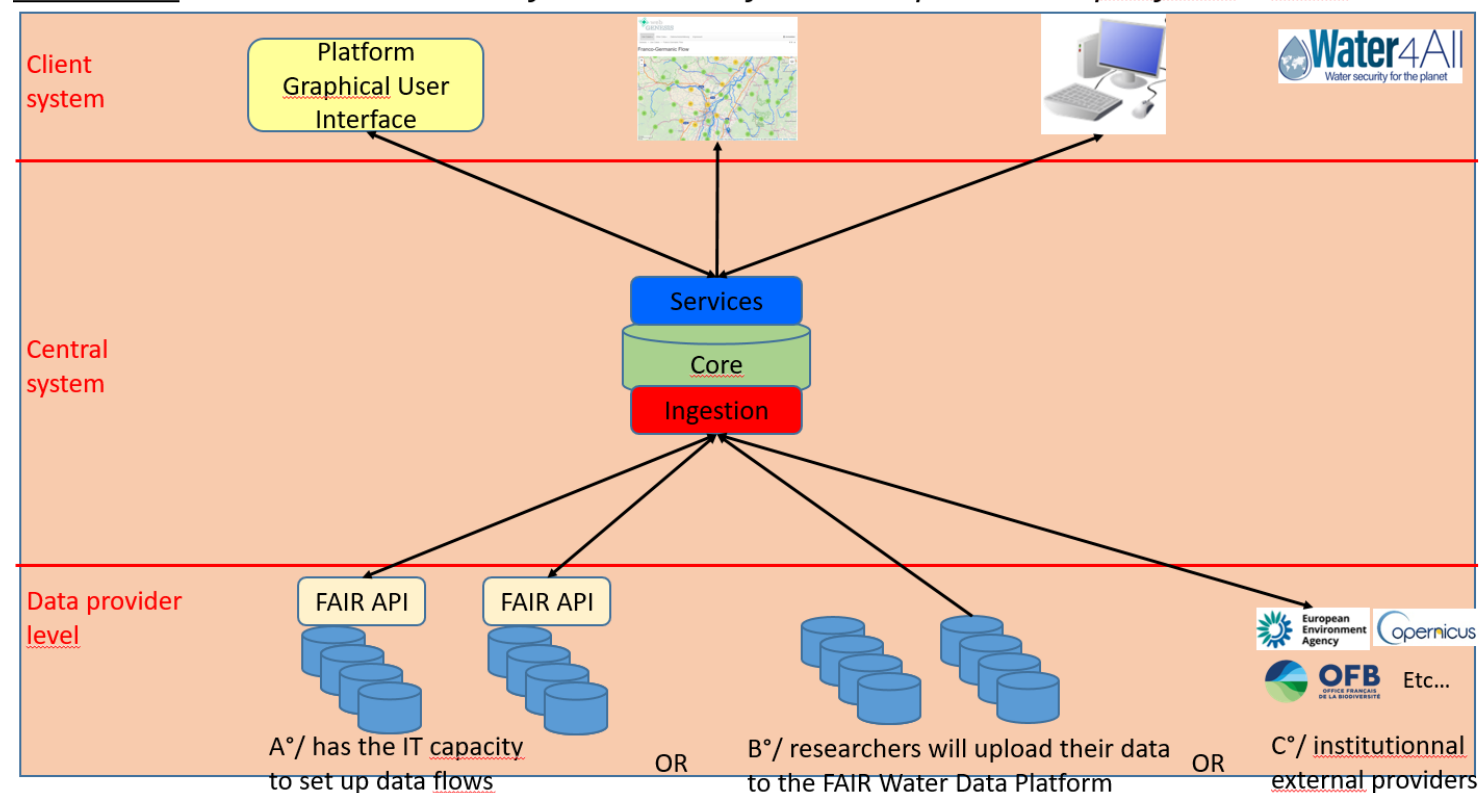 Client
system
Platform
Graphical User
Interface
Franco-Germanic Flow
Water4All
Water security for the planet
Services
Central
system
Core
Ingestion
Data provider
level
FAIR API
FAIR API
European
Environment
Agency
opernicus
OFB
OFFICE FRANÇAIS
DE LA BIODIVERSITÉ
Etc...
A°/ has the IT capacity
to set up data flows
OR
B°/ researchers will upload their data
to the FAIR Water Data Platform
OR
C°/ institutionnal
external providers